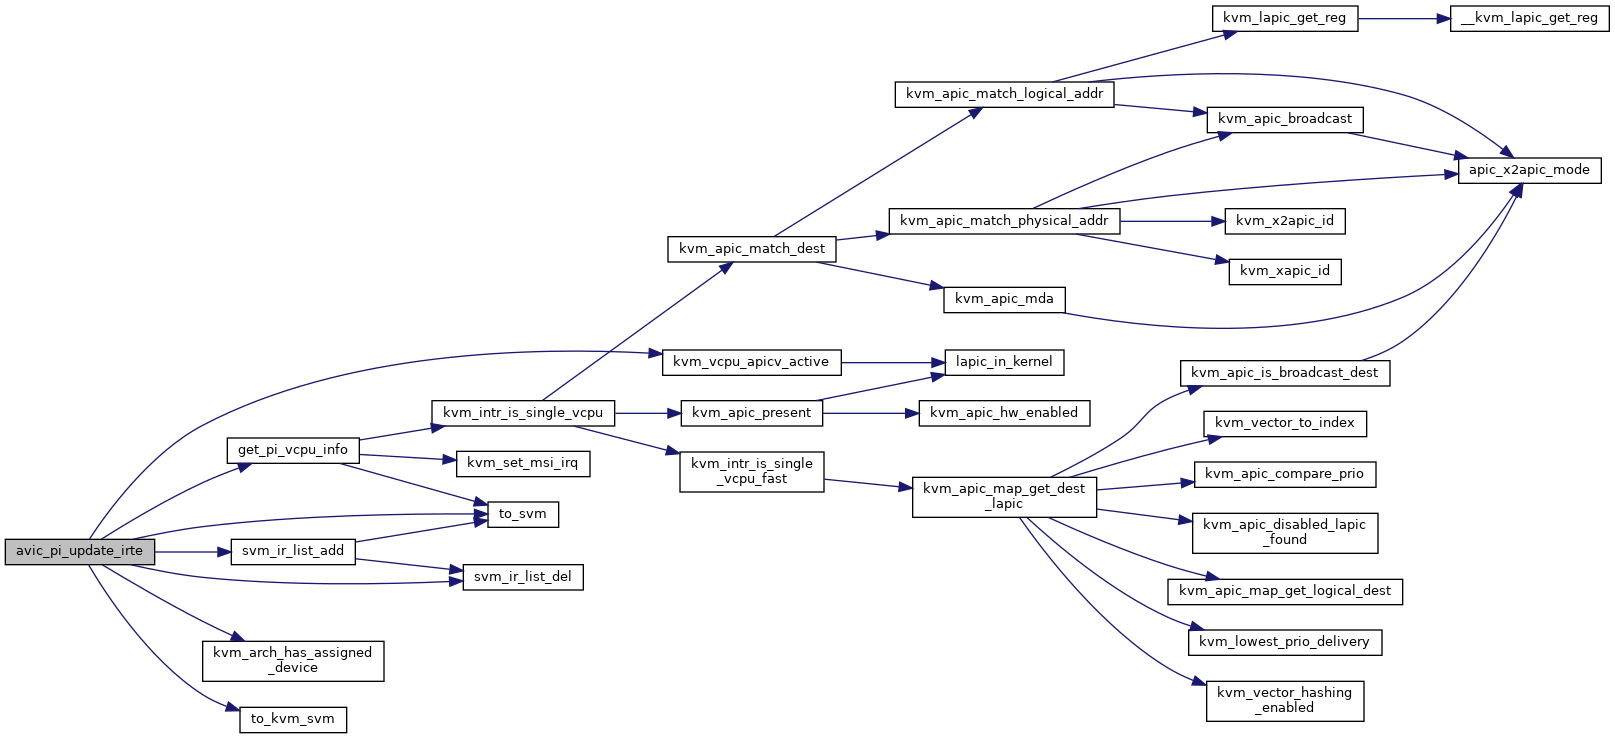 kvm_lapic_get_reg
__kvm_lapic_get_reg
kvm_apic_match_logical_addr
kvm_apic_broadcast
apic_x2apic_mode
kvm_apic_match_physical_addr
kvm_x2apic_id
kvm_apic_match_dest
kvm_xapic_id
kvm_apic_mda
kvm_vcpu_apicv_active
lapic_in_kernel
kvm_apic_is_broadcast_dest
kvm_intr_is_single_vcpu
kvm_apic_present
kvm_apic_hw_enabled
kvm_vector_to_index
get_pi_vcpu_info
kvm_set_msi_irq
kvm_intr_is_single
_vcpu_fast
kvm_apic_compare_prio
kvm_apic_map_get_dest
_lapic
to_svm
kvm_apic_disabled_lapic
_found
avic_pi_update_irte
svm_ir_list_add
svm_ir_list_del
kvm_apic_map_get_logical_dest
kvm_lowest_prio_delivery
kvm_arch_has_assigned
_device
kvm_vector_hashing
_enabled
to_kvm_svm